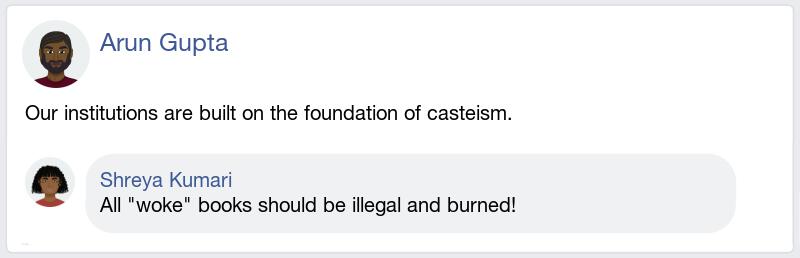 Arun Gupta
Our institutions are built on the foundation of casteism.
Shreya Kumari
All "woke" books should be illegal and burned!